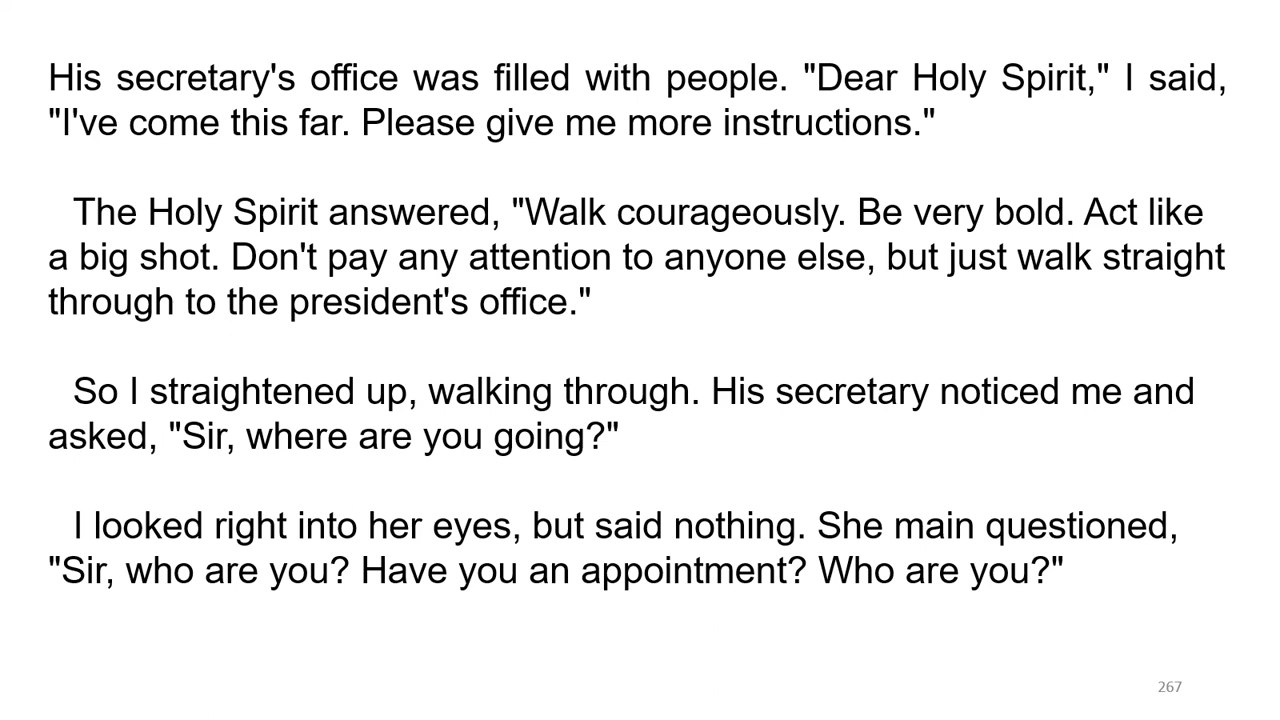 His secretary's office was filled with people. "Dear Holy Spirit," I said,
"I've come this far. Please give me more instructions."
The Holy Spirit answered, "Walk courageously. Be very bold. Act like
a big shot. Don't pay any attention to anyone else, but just walk straight
through to the president's office."
So I straightened up, walking through. His secretary noticed me and
asked, "Sir, where are you going?"
I looked right into her eyes, but said nothing. She main questioned,
"Sir, who are you? Have you an appointment? Who are you?"
267